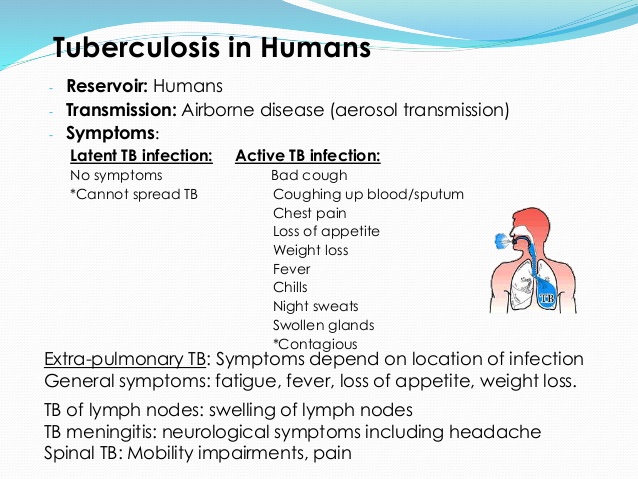 Tuberculosis in Humans
- Reservoir: Humans
- Transmission: Airborne disease (aerosol transmission)
- Symptoms:
Latent TB infection: Active TB infection:
No symptoms Bad cough
*Cannot spread TB Coughing up blood/sputum
Chest pain
Loss of appetite
Weight loss
Fever
Chills
Night sweats
Swollen glands
*Contagious
TB
Extra-pulmonary TB: Symptoms depend on location of infection
General symptoms: fatigue, fever, loss of appetite, weight loss.
TB of lymph nodes: swelling of lymph nodes
TB meningitis: neurological symptoms including headache
Spinal TB: Mobility impairments, pain